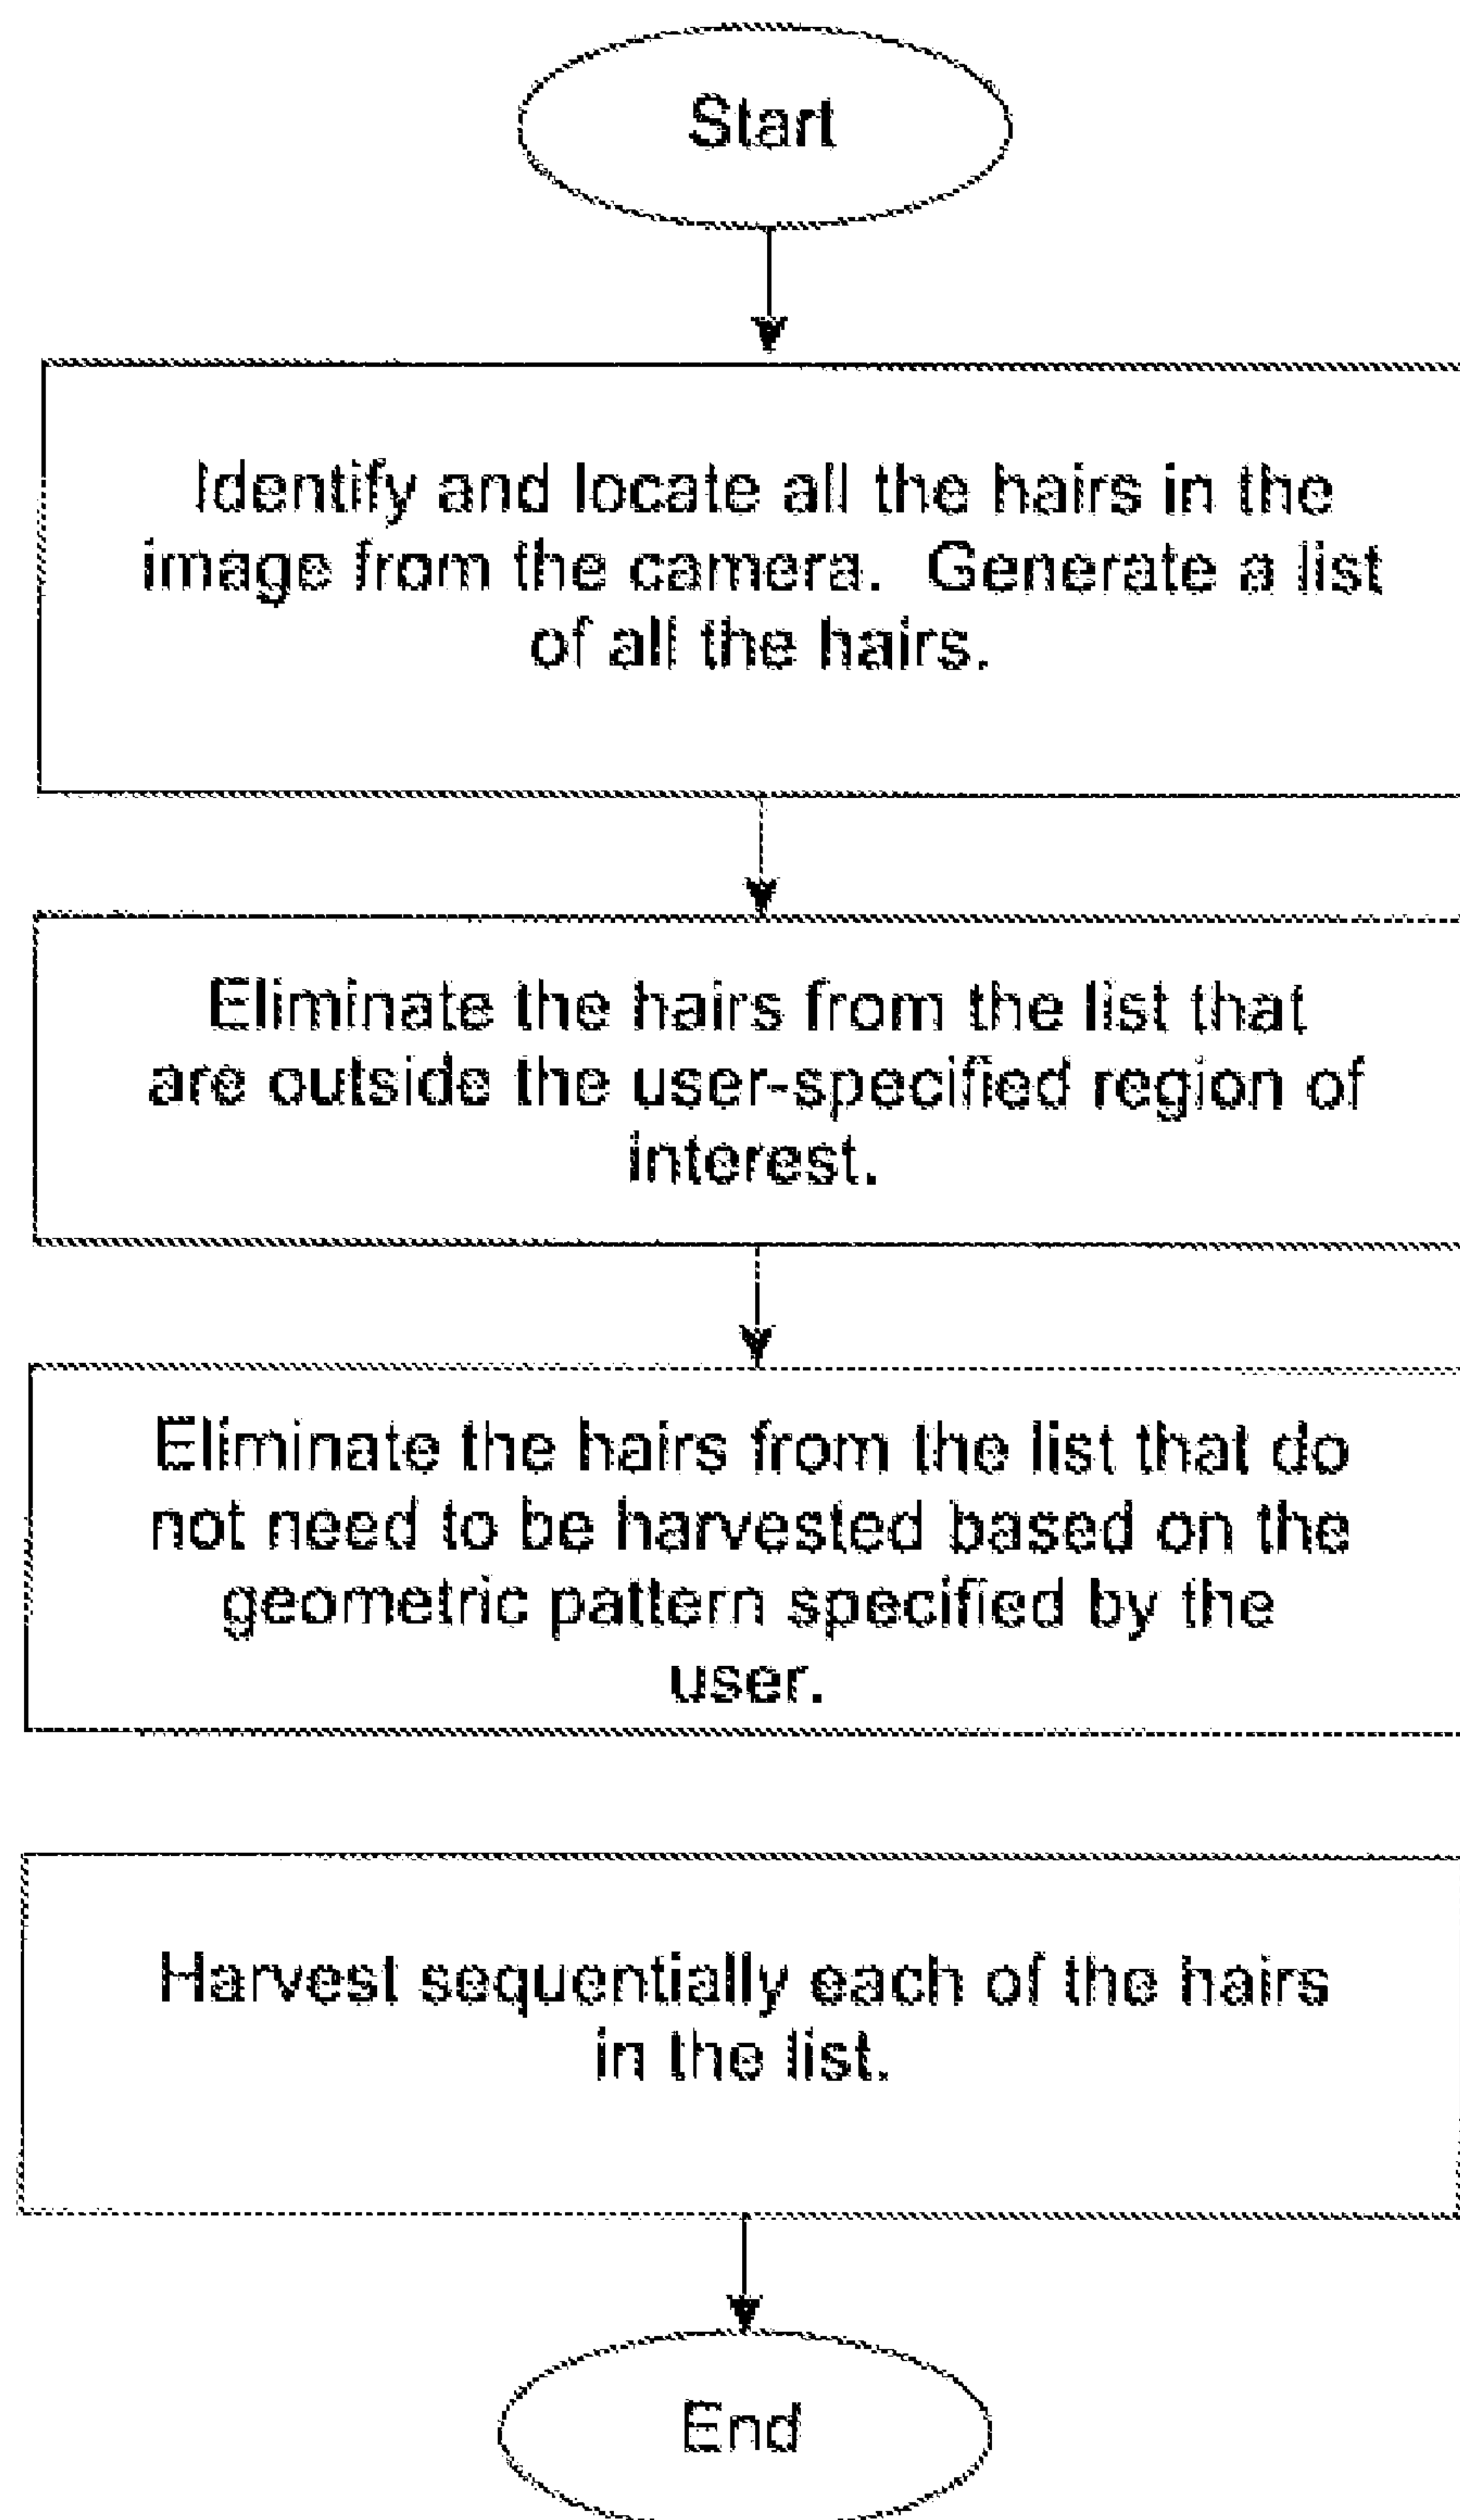 Start
Identify and locate all the hairs in the
image from the camera.  Generate a list
of all the hairs.
Eliminate the hairs from the list that
are outside the user-specified region of
interest.
Eliminate the hairs from the list that do
not need to be harvested based on the
geometric pattern specified by the
user.
Harvest sequentially each of the hairs
in the list.
End